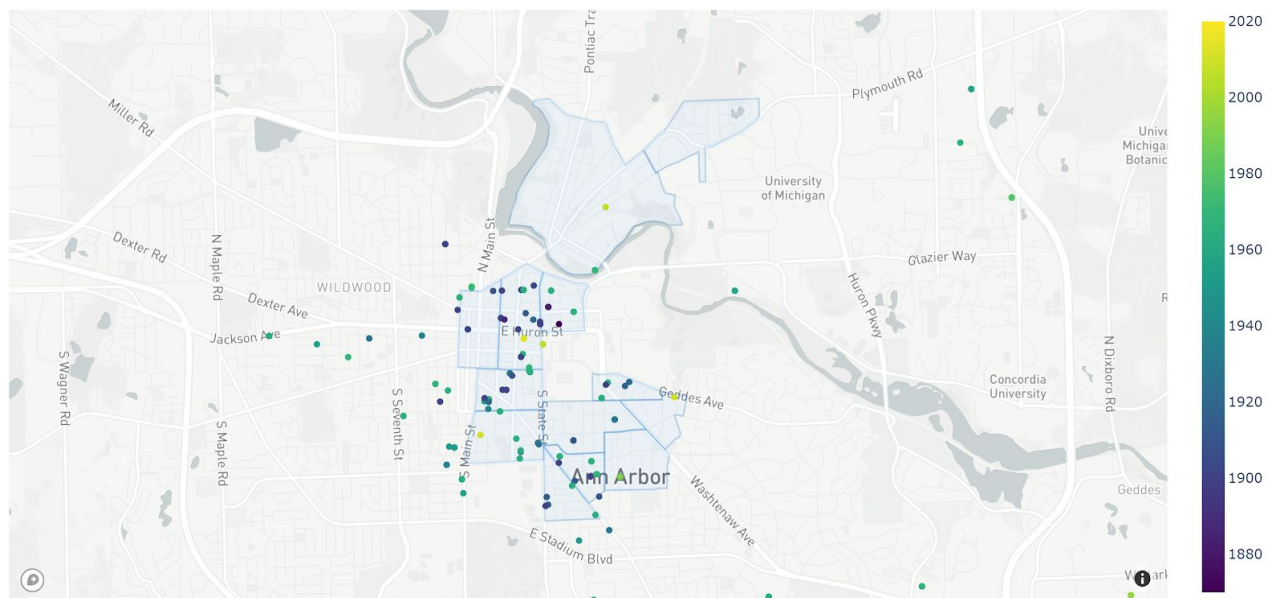 Pontiac Tra
2020
Plymouth Rd
2000
Miller Rd
Unive
Michiga
Botanic
1980
University
of Michigan
N Main St
Dexter Rd
N Maple Rd
1960
Glazier Way
WILDWOOD
Dexter Ave
Huron Pkwy
R
E Huron St
Jackson Ave
1940
S Wagner Rd
N Dixboro Rd
Concordia
University
Geddes Ave
S Seventh St
S State St
1920
S Maple Rd
S Main St
Ann Arbor
1900
Geddes
Washtenaw Ave
E Stadium Blvd
1880
i